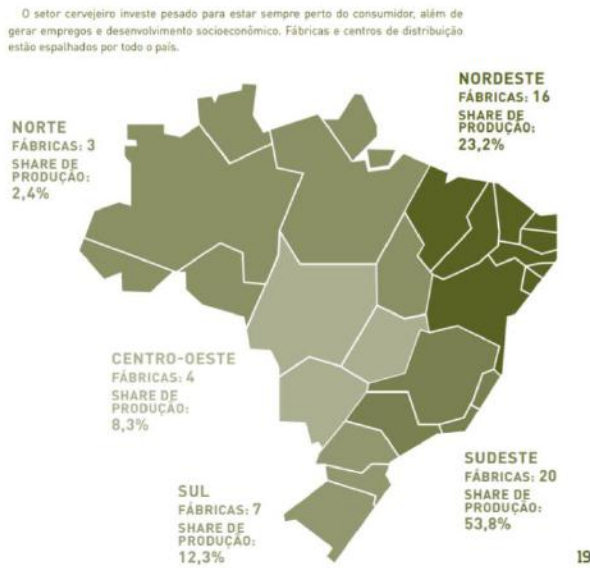 O setor cervejeiro investe pesado para estar sempre perto do consumidor, além de
gerar empregos e desenvolvimento socioeconômico. Fábricas e centros de distribuição
estão espalhados por todo o país.
NORDESTE
FÁBRICAS: 16
SHARE DE
PRODUÇÃO:
23,2%
NORTE
FÁBRICAS: 3
SHARE DE
PRODUÇÃO:
2,4%
CENTRO-OESTE
FÁBRICAS: 4
SHARE DE
PRODUÇÃO:
8,3%
SUDESTE
FÁBRICAS: 20
SHARE DE
PRODUÇÃO:
53,8%
SUL
FÁBRICAS: 7
SHARE DE
PRODUÇÃO:
12,3%
19